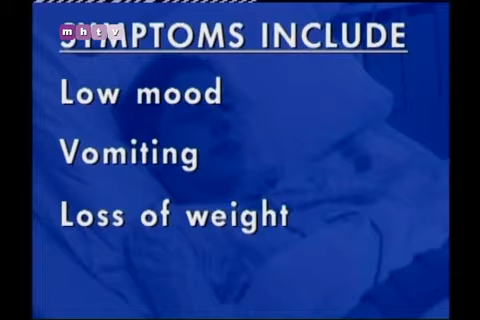 mhtv
SYMPTOMS INCLUDE
Low mood
Vomiting
Loss of weight